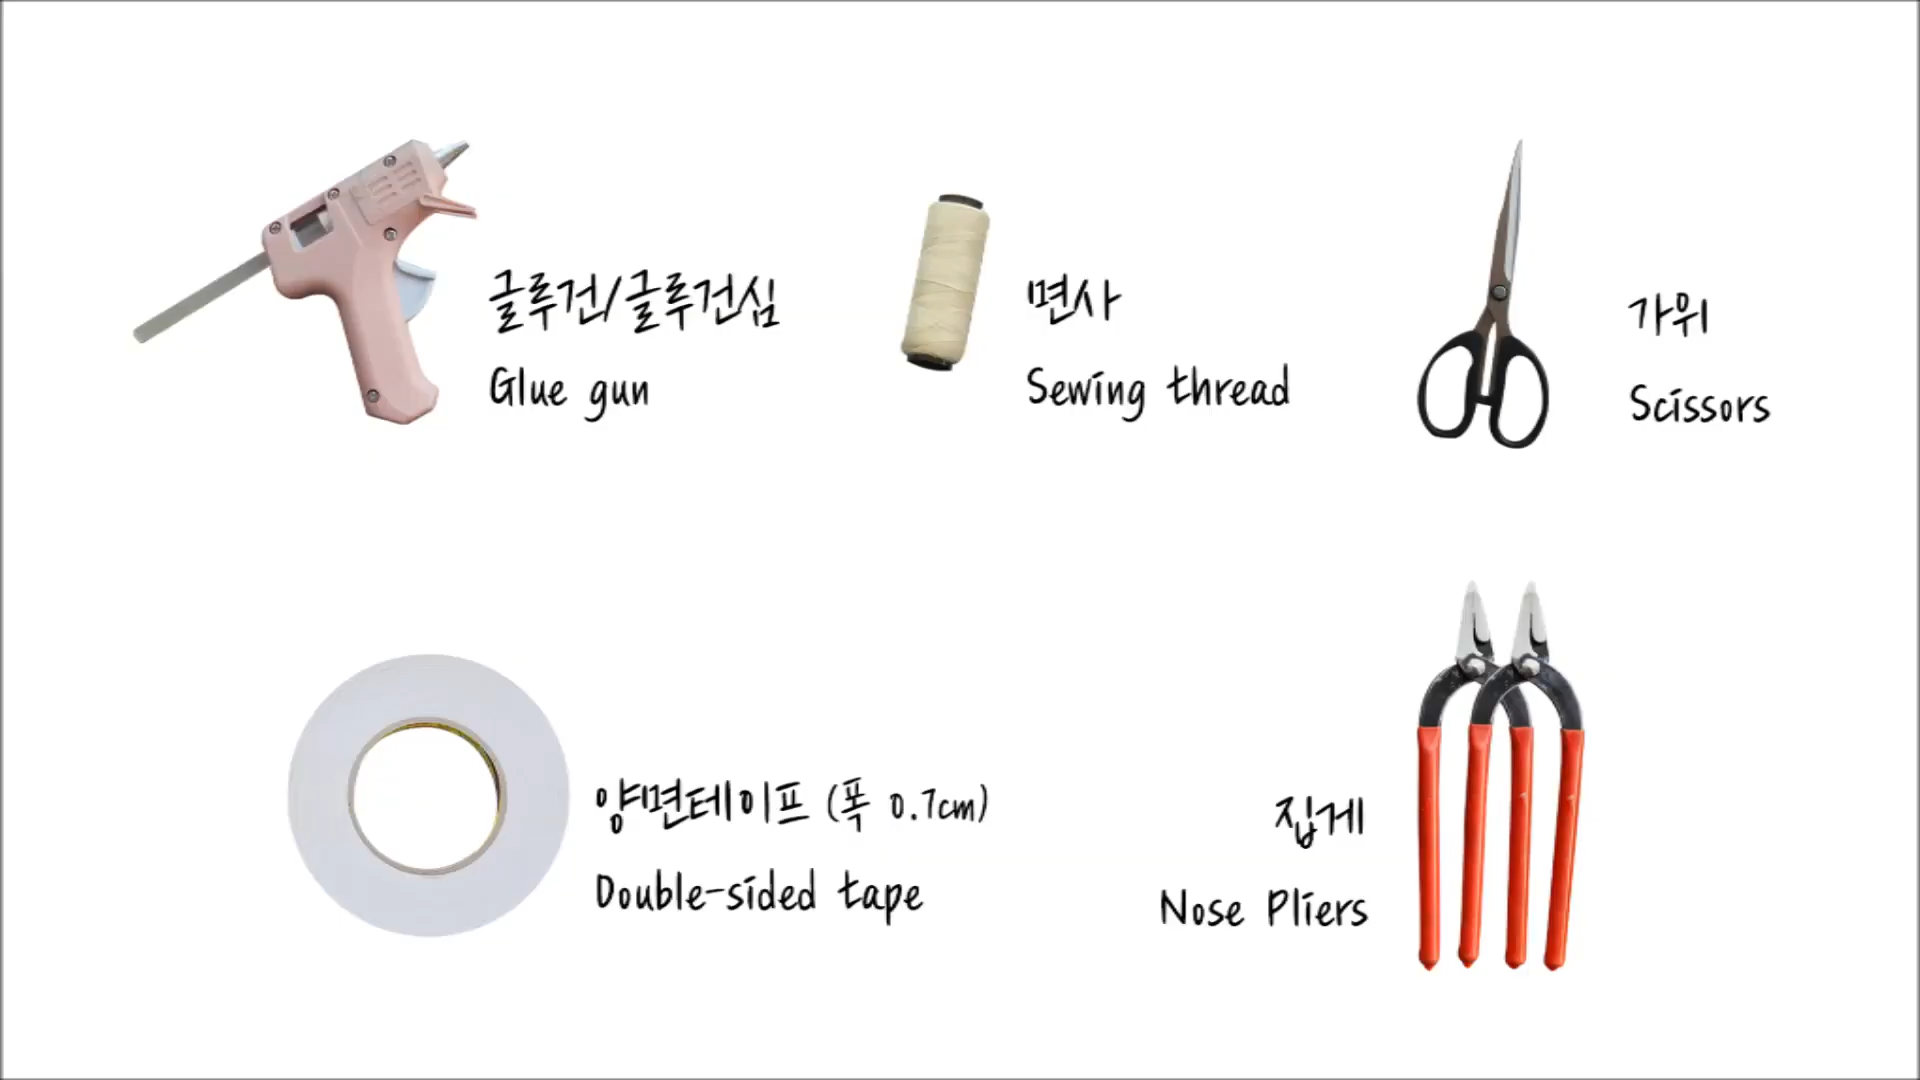 글루건/글루건심
Glue gun
면사
Sewing thread
가위
Scissors
양면테이프 (폭 0.7cm)
Double-sided tape
집게
Nose Pliers